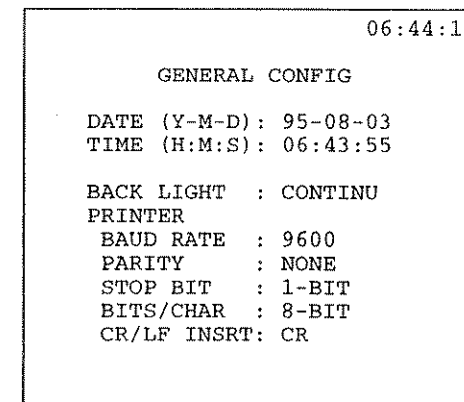 06:44:1
GENERAL CONFIG
DATE (Y-M-D): 95-08-03
TIME (H:M:S): 06:43:55
BACK LIGHT : CONTINU
PRINTER
BAUD RATE : 9600
PARITY : NONE
STOP BIT : 1-BIT
BITS/CHAR : 8-BIT
CR/LF INSRT: CR